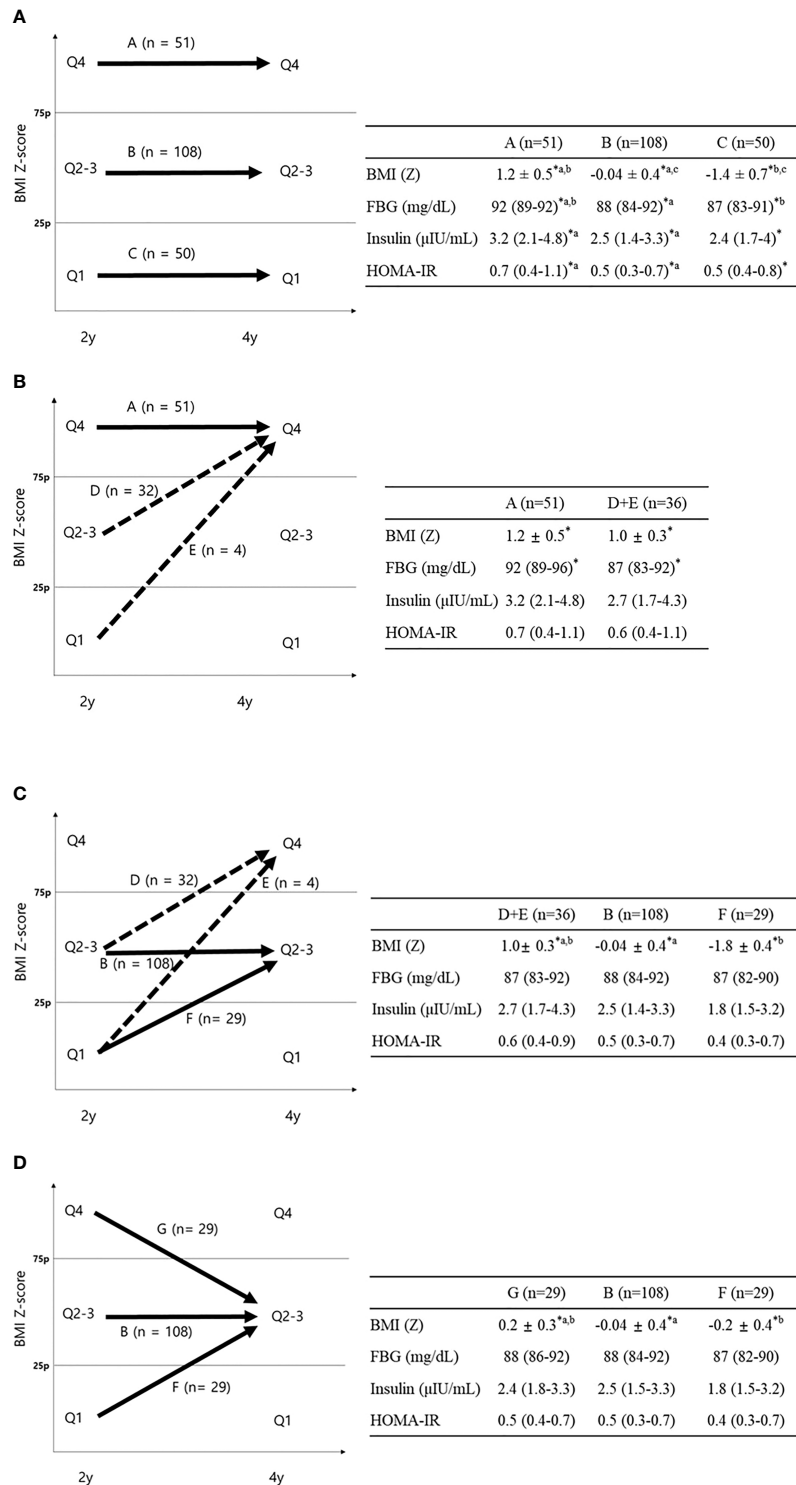 A
BMI Z-score
Q4
A (n = 51)
Q4
75p
Q2-3
B (n = 108)
Q2-3
25p
Q1
C (n = 50)
Q1
2y 4y
A (n=51) B (n=108) C (n=50)
BMI (Z) 1.2 ± 0.5*a,b -0.04 ± 0.4*a,c -1.4 ± 0.7*b,c
FBG (mg/dL) 92 (89-92)*a,b 88 (84-92)*a 87 (83-91)*b
Insulin (μIU/mL) 3.2 (2.1-4.8)*a 2.5 (1.4-3.3)*a 2.4 (1.7-4)*
HOMA-IR 0.7 (0.4-1.1)*a 0.5 (0.3-0.7)*a 0.5 (0.4-0.8)*
B
BMI Z-score
Q4
A (n = 51)
Q4
75p
D (n = 32)
Q2-3
Q2-3
E (n = 4)
25p
Q1
Q1
2y 4y
A (n=51) D+E (n=36)
BMI (Z) 1.2 ± 0.5* 1.0 ± 0.3*
FBG (mg/dL) 92 (89-96)* 87 (83-92)*
Insulin (μIU/mL) 3.2 (2.1-4.8) 2.7 (1.7-4.3)
HOMA-IR 0.7 (0.4-1.1) 0.6 (0.4-1.1)
C
BMI Z-score
Q4
Q4
D (n = 32)
E (n = 4)
75p
Q2-3
Q2-3
B (n = 108)
25p
F (n= 29)
Q1
Q1
2y 4y
D+E (n=36) B (n=108) F (n=29)
BMI (Z) 1.0± 0.3*a,b -0.04 ± 0.4*a -1.8 ± 0.4*b
FBG (mg/dL) 87 (83-92) 88 (84-92) 87 (82-90)
Insulin (μIU/mL) 2.7 (1.7-4.3) 2.5 (1.4-3.3) 1.8 (1.5-3.2)
HOMA-IR 0.6 (0.4-0.9) 0.5 (0.3-0.7) 0.4 (0.3-0.7)
D
BMI Z-score
Q4
Q4
G (n= 29)
75p
Q2-3
Q2-3
B (n = 108)
25p
F (n= 29)
Q1
Q1
2y 4y
G (n=29) B (n=108) F (n=29)
BMI (Z) 0.2 ± 0.3*a,b -0.04 ± 0.4*a -0.2 ± 0.4*b
FBG (mg/dL) 88 (86-92) 88 (84-92) 87 (82-90)
Insulin (μIU/mL) 2.4 (1.8-3.3) 2.5 (1.5-3.3) 1.8 (1.5-3.2)
HOMA-IR 0.5 (0.4-0.7) 0.5 (0.3-0.7) 0.4 (0.3-0.7)